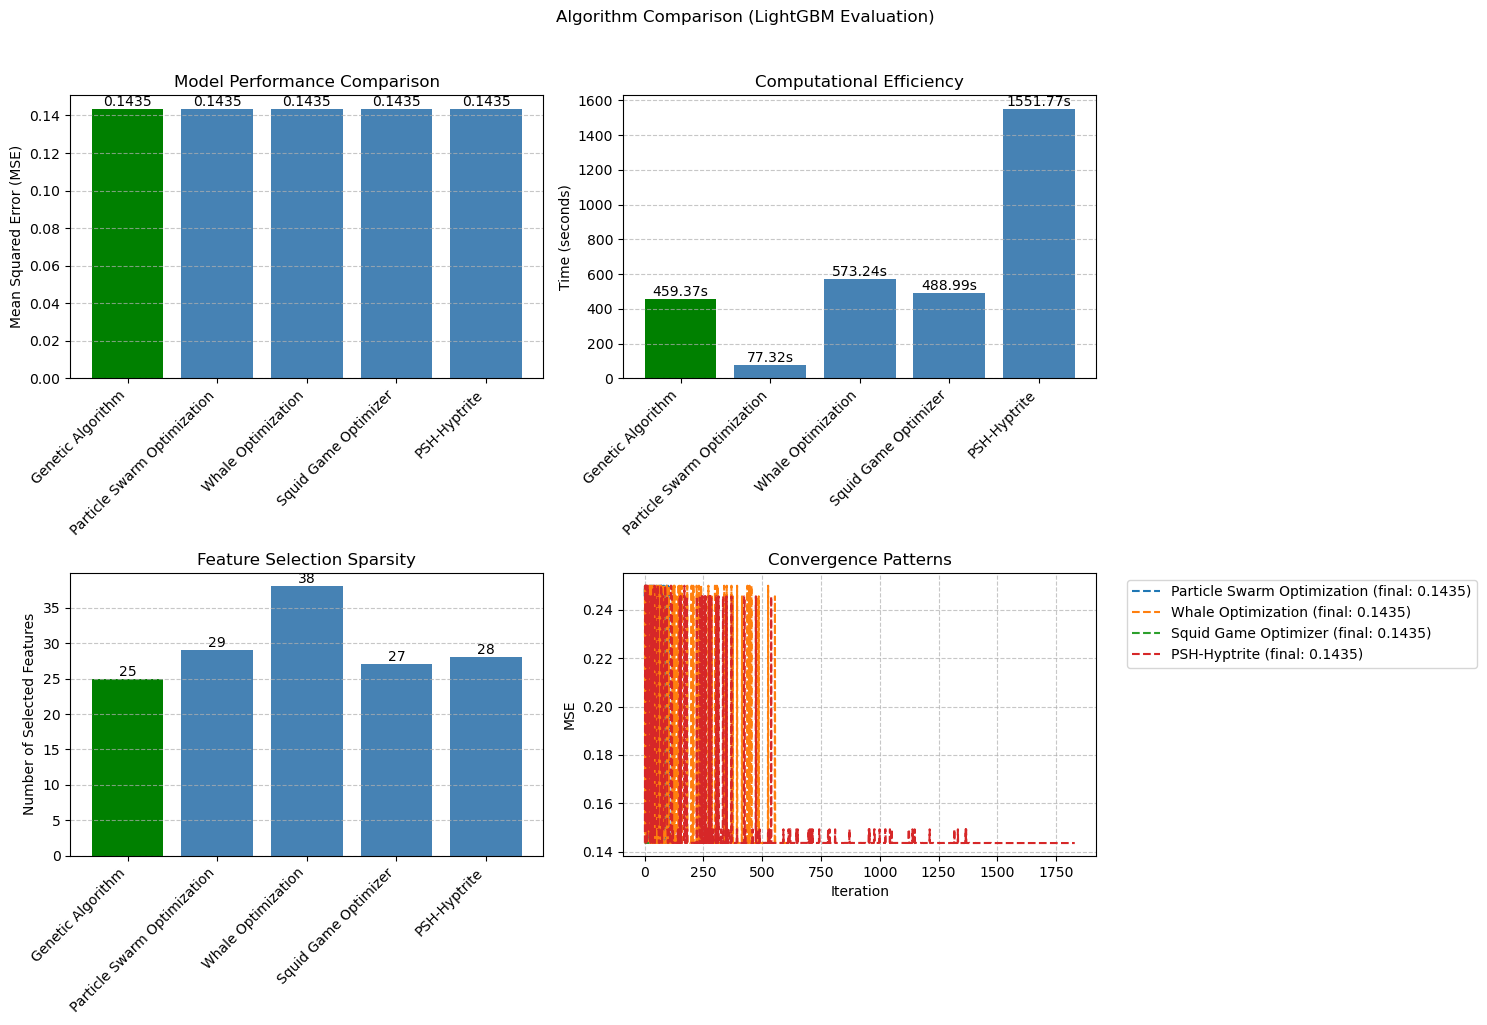 Algorithm Comparison (LightGBM Evaluation)
Model Performance Comparison
Mean Squared Error (MSE)
0.14
0.12
0.10
0.08
0.06
0.04
0.02
0.00
0.1435
0.1435
0.1435
0.1435
0.1435
Genetic Algorithm
Particle Swarm Optimization
Whale Optimization
Squid Game Optimizer
PSH-Hyptrite
Computational Efficiency
Time (seconds)
1600
1400
1200
1000
800
600
400
200
0
459.37s
77.32s
573.24s
488.99s
1551.77s
Genetic Algorithm
Particle Swarm Optimization
Whale Optimization
Squid Game Optimizer
PSH-Hyptrite
Feature Selection Sparsity
Number of Selected Features
35
30
25
20
15
10
5
0
25
29
38
27
28
Genetic Algorithm
Particle Swarm Optimization
Whale Optimization
Squid Game Optimizer
PSH-Hyptrite
Convergence Patterns
MSE
0.24
0.22
0.20
0.18
0.16
0.14
0
250
500
750
1000
1250
1500
1750
Iteration
Particle Swarm Optimization (final: 0.1435)
Whale Optimization (final: 0.1435)
Squid Game Optimizer (final: 0.1435)
PSH-Hyptrite (final: 0.1435)